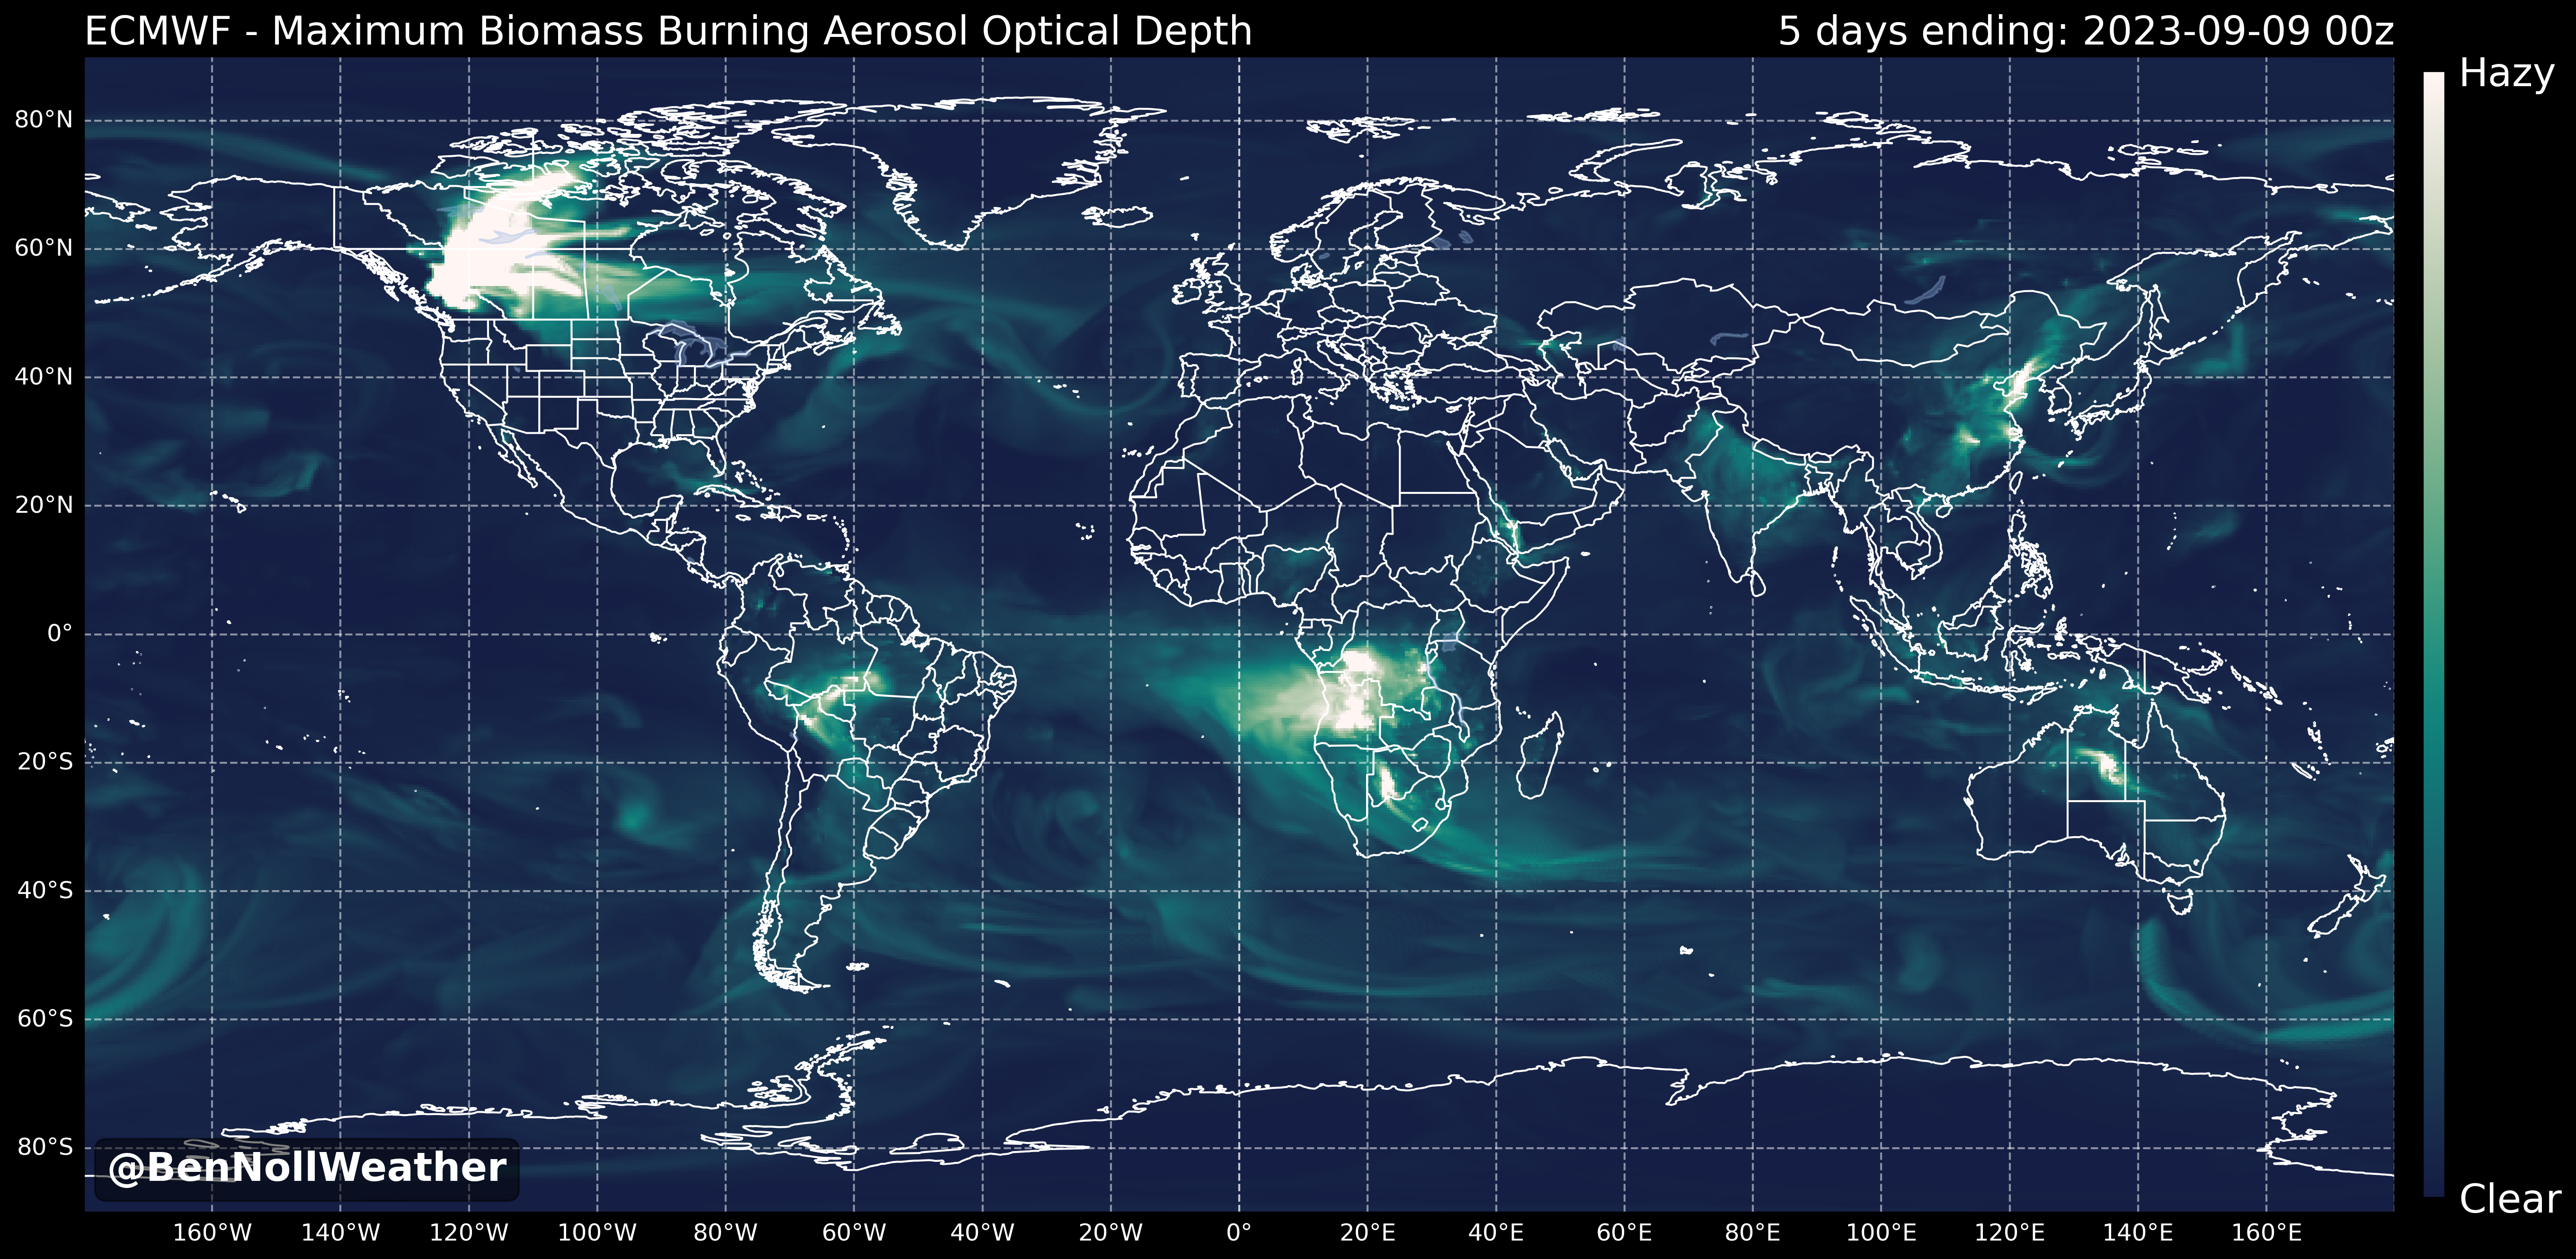 ECMWF - Maximum Biomass Burning Aerosol Optical Depth
5 days ending: 2023-09-09 00z
Hazy
80°N
60°N
40°N
20°N
0°
20°S
40°S
60°S
80°S
@BenNollWeather
Clear
160°W 140°W 120°W 100°W 80°W 60°W 40°W 20°W 0° 20°E 40°E 60°E 80°E 100°E 120°E 140°E 160°E